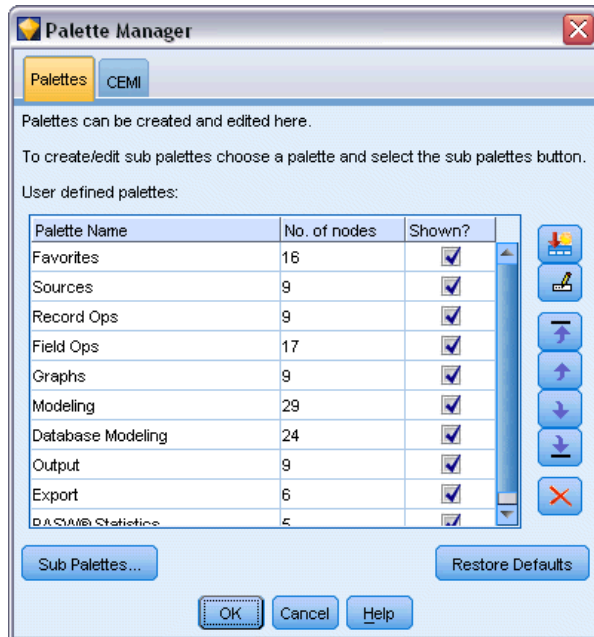 Palette Manager
Palettes CEMI
Palettes can be created and edited here.
To create/edit sub palettes choose a palette and select the sub palettes button.
User defined palettes:
Palette Name No. of nodes Shown?
Favorites 16
Sources 9
Record Ops 9
Field Ops 17
Graphs 9
Modeling 29
Database Modeling 24
Output 9
Export 6
PASW® Statistics 5
Sub Palettes... Restore Defaults
OK Cancel Help